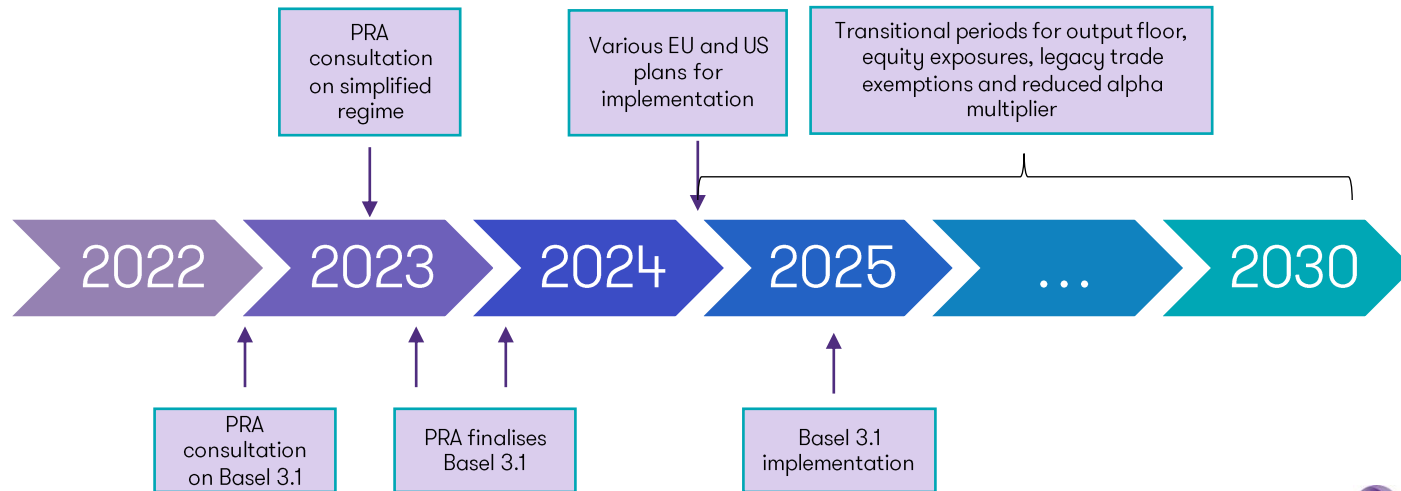 PRA
consultation
on simplified
regime
Various EU and US
plans for
implementation
Transitional periods for output floor,
equity exposures, legacy trade
exemptions and reduced alpha
multiplier
2022
2023
2024
2025
...
2030
PRA
consultation
on Basel 3.1
PRA finalises
Basel 3.1
Basel 3.1
implementation